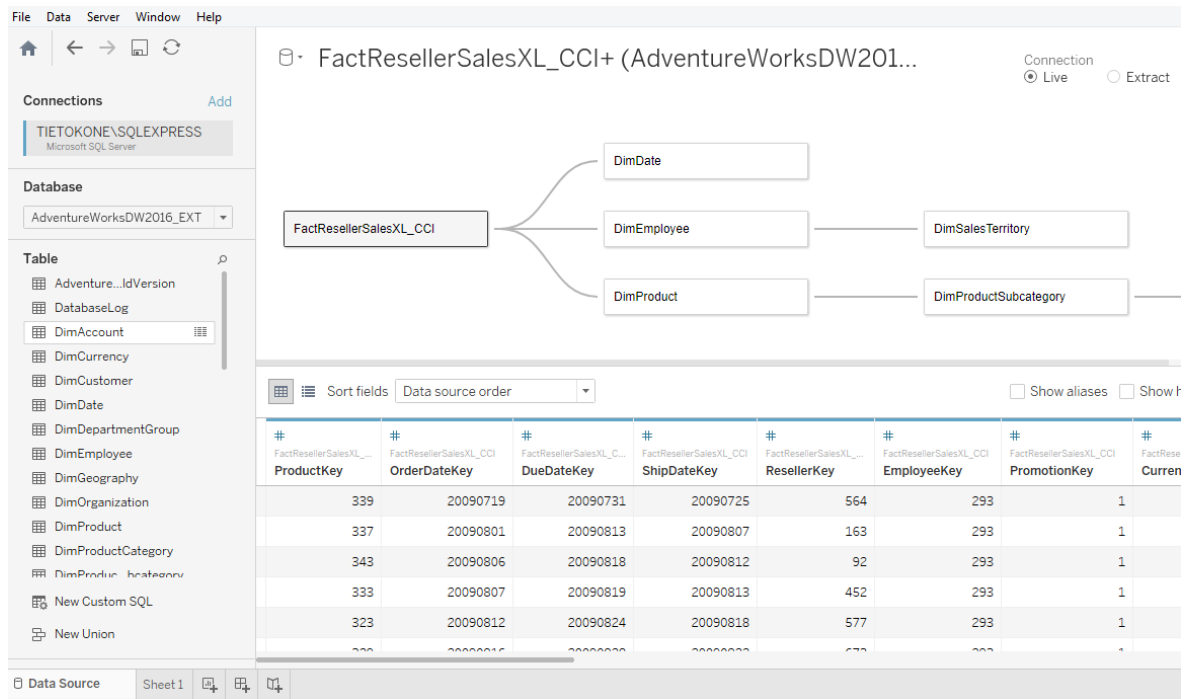 File Data Server Window Help
FactResellerSalesXL_CCI+ (AdventureWorksDW201...
Connection
Live Extract
Connections Add
TIETOKONE\SQLEXPRESS
Microsoft SQL Server
Database
AdventureWorksDW2016_EXT
Table
Adventure...ldVersion
DatabaseLog
DimAccount
DimCurrency
DimCustomer
DimDate
DimDepartmentGroup
DimEmployee
DimGeography
DimOrganization
DimProduct
DimProductCategory
DimProduc...bcategory
New Custom SQL
New Union
DimDate
FactResellerSalesXL_CCI DimEmployee DimSalesTerritory
DimProduct DimProductSubcategory
Sort fields Data source order Show aliases Show h
# # # # # # # #
FactResellerSalesXL_... FactResellerSalesXL_CCI FactResellerSalesXL_C... FactResellerSalesXL_CCI FactResellerSalesXL_... FactResellerSalesXL_CCI FactResellerSalesXL_CCI FactRese
ProductKey OrderDateKey DueDateKey ShipDateKey ResellerKey EmployeeKey PromotionKey Curren
339 20090719 20090731 20090725 564 293 1
337 20090801 20090813 20090807 163 293 1
343 20090806 20090818 20090812 92 293 1
333 20090807 20090819 20090813 452 293 1
323 20090812 20090824 20090818 577 293 1
Data Source Sheet 1